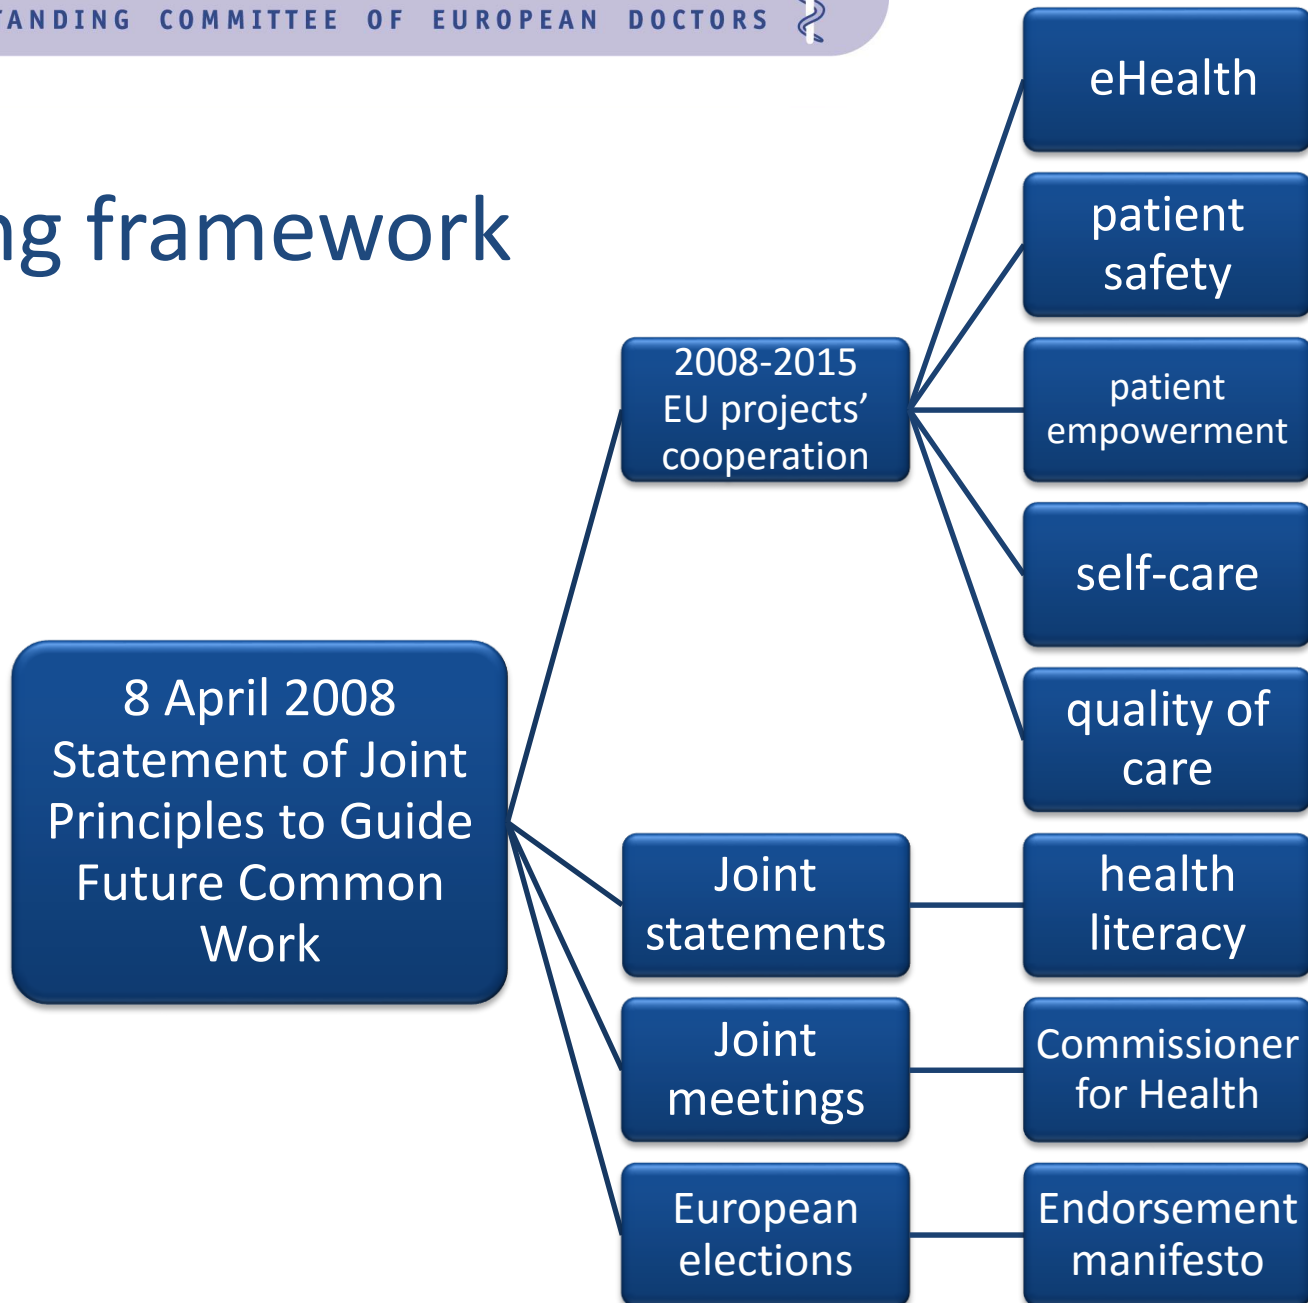 TANDING COMMITTEE OF EUROPEAN DOCTORS
ng framework
eHealth
patient
safety
2008-2015
EU projects’
cooperation
patient
empowerment
self-care
quality of
care
8 April 2008
Statement of Joint
Principles to Guide
Future Common
Work
Joint
statements
health
literacy
Joint
meetings
Commissioner
for Health
European
elections
Endorsement
manifesto